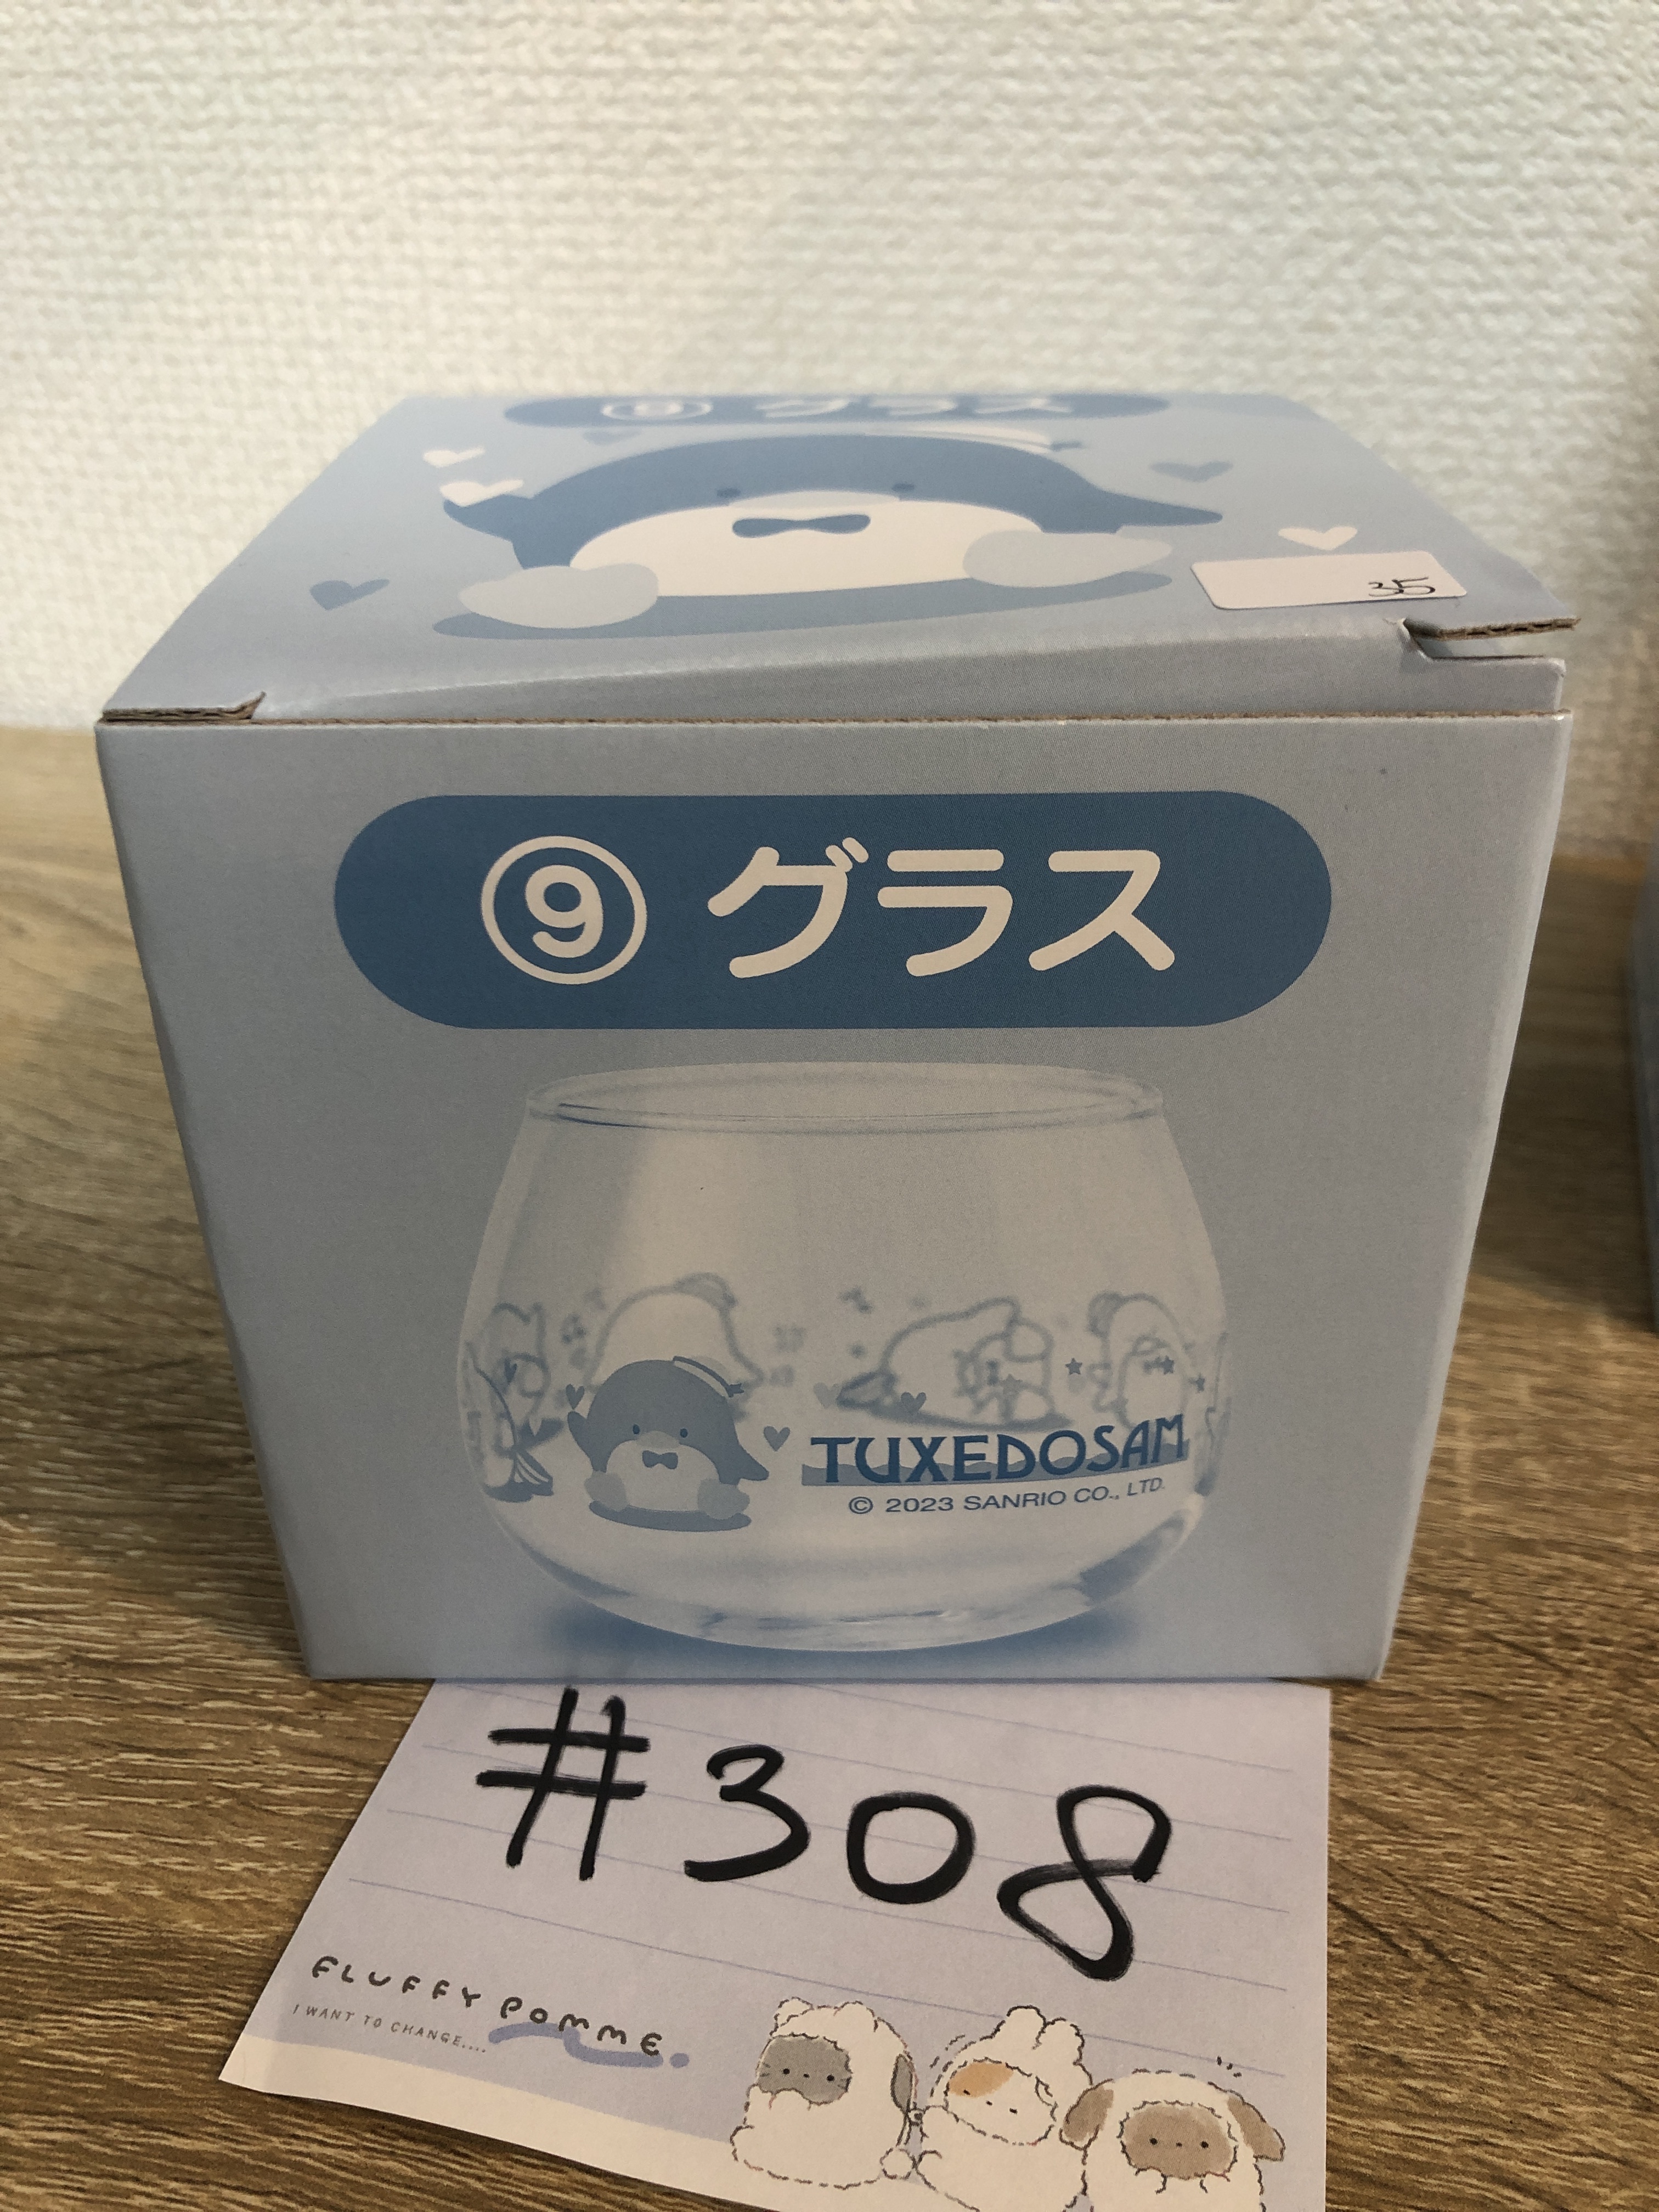 ⑨ グラス
35
⑨ グラス
TUXEDOSAM
© 2023 SANRIO CO., LTD.
#308
FLUFFY POMME.
I WANT TO CHANGE....